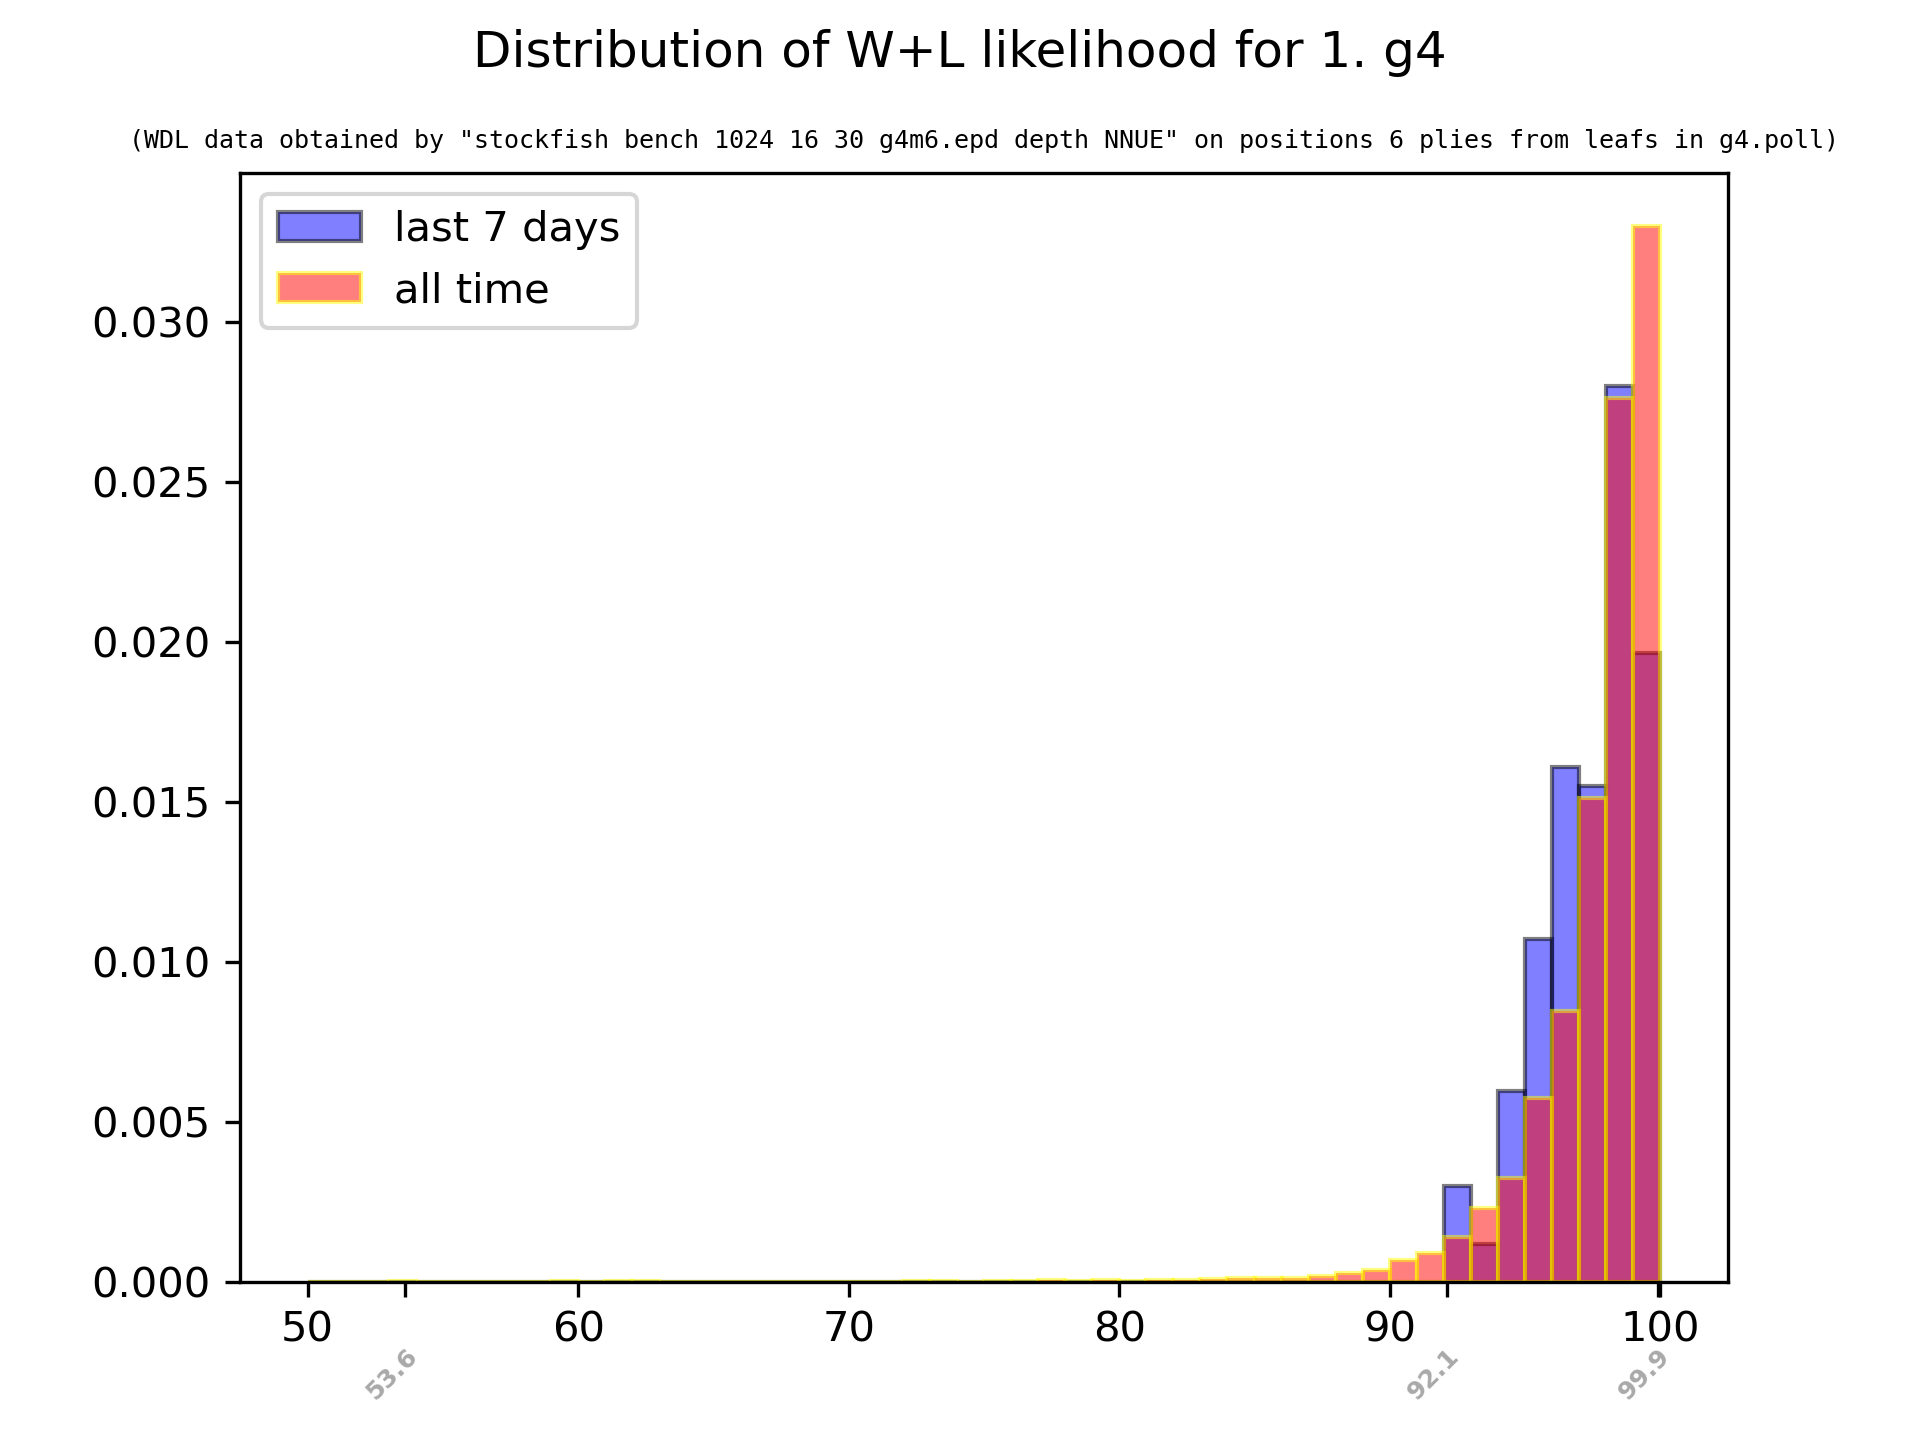 Distribution of W+L likelihood for 1. g4
(WDL data obtained by "stockfish bench 1024 16 30 g4m6.epd depth NNUE" on positions 6 plies from leafs in g4.poll)
last 7 days
all time
0.030
0.025
0.020
0.015
0.010
0.005
0.000
50 60 70 80 90 100
53.6 92.1 99.9